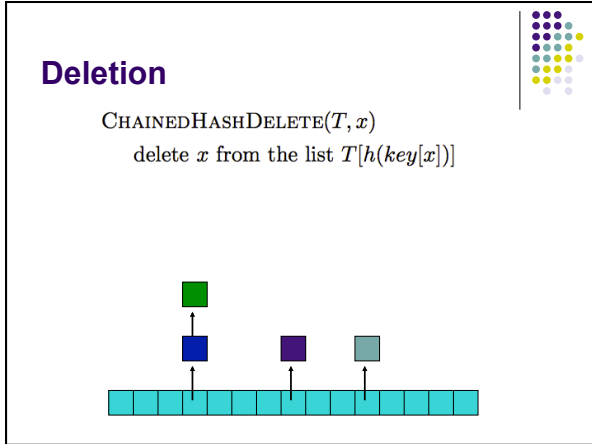 Deletion
CHAINEDHASHDELETE(T, x)
delete x from the list T[h(key[x])]